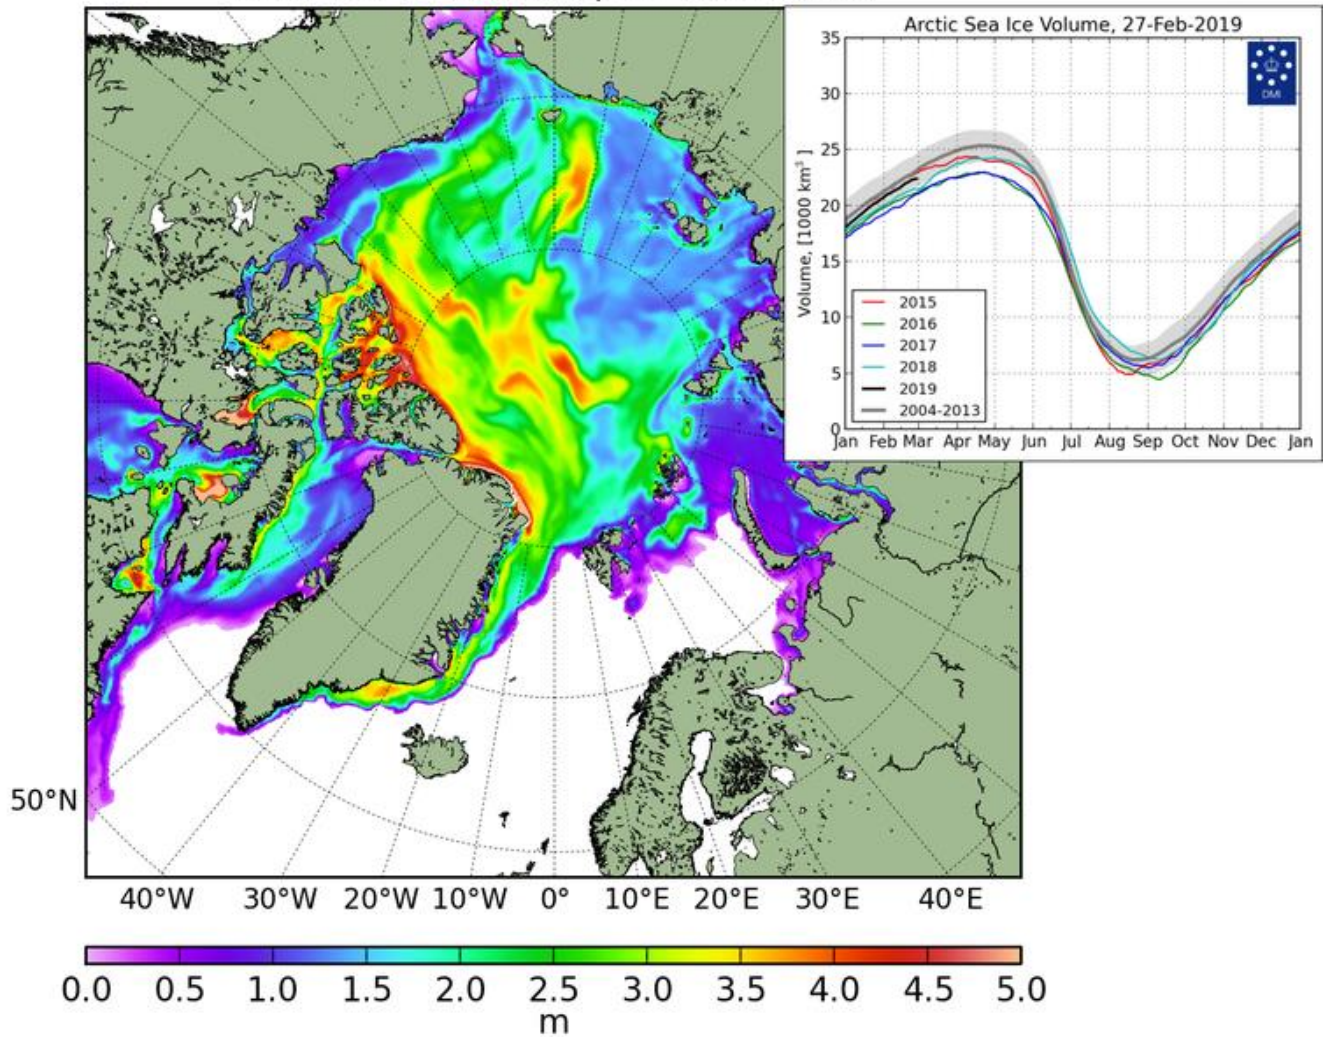 Arctic Sea Ice Volume, 27-Feb-2019
35
30
25
20
15
10
5
0
Volume, [1000 km³ ]
DMI
2015
2016
2017
2018
2019
2004-2013
Jan Feb Mar Apr May Jun Jul Aug Sep Oct Nov Dec Jan
50°N
40°W 30°W 20°W 10°W 0° 10°E 20°E 30°E 40°E
0.0 0.5 1.0 1.5 2.0 2.5 3.0 3.5 4.0 4.5 5.0
m